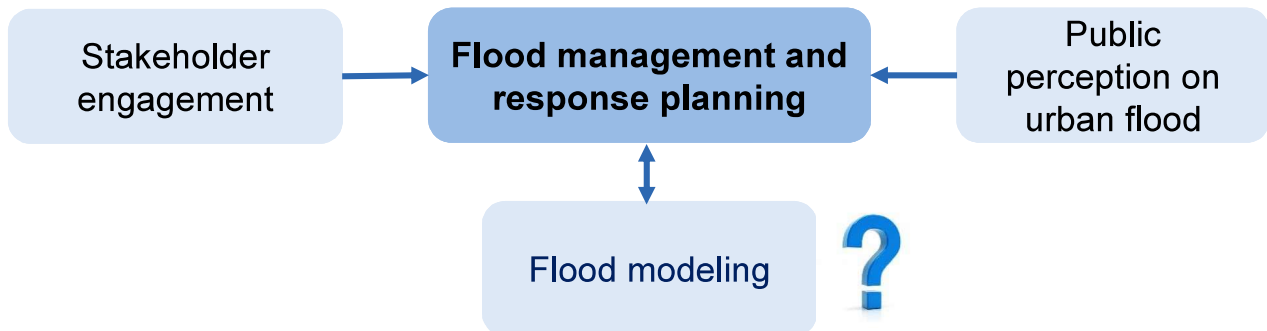 Stakeholder
engagement
Flood management and
response planning
Public
perception on
urban flood
Flood modeling
?